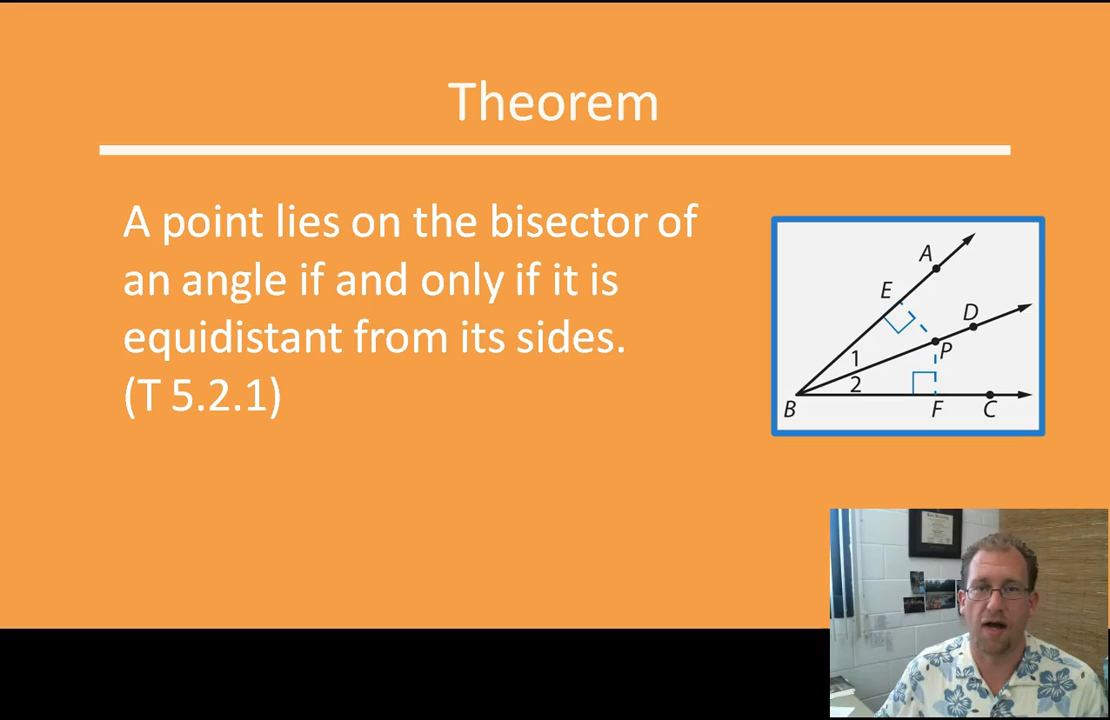 Theorem
A point lies on the bisector of
an angle if and only if it is
equidistant from its sides.
(T 5.2.1)
A
E
D
P
1
2
B
F
C